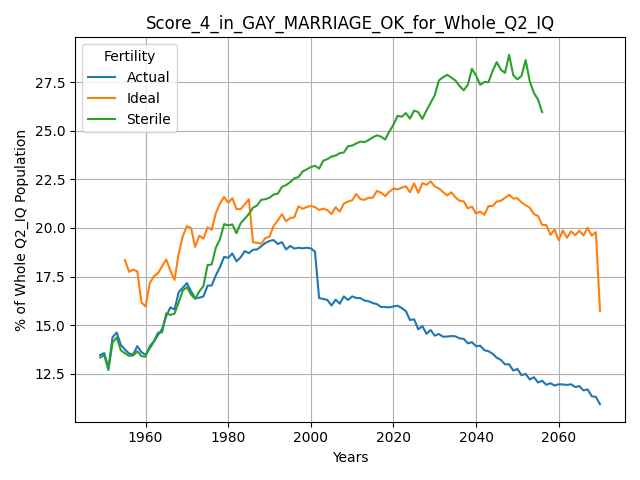 Score_4_in_GAY_MARRIAGE_OK_for_Whole_Q2_IQ
Fertility
Actual
Ideal
Sterile
% of Whole Q2_IQ Population
27.5
25.0
22.5
20.0
17.5
15.0
12.5
1960
1980
2000
2020
2040
2060
Years